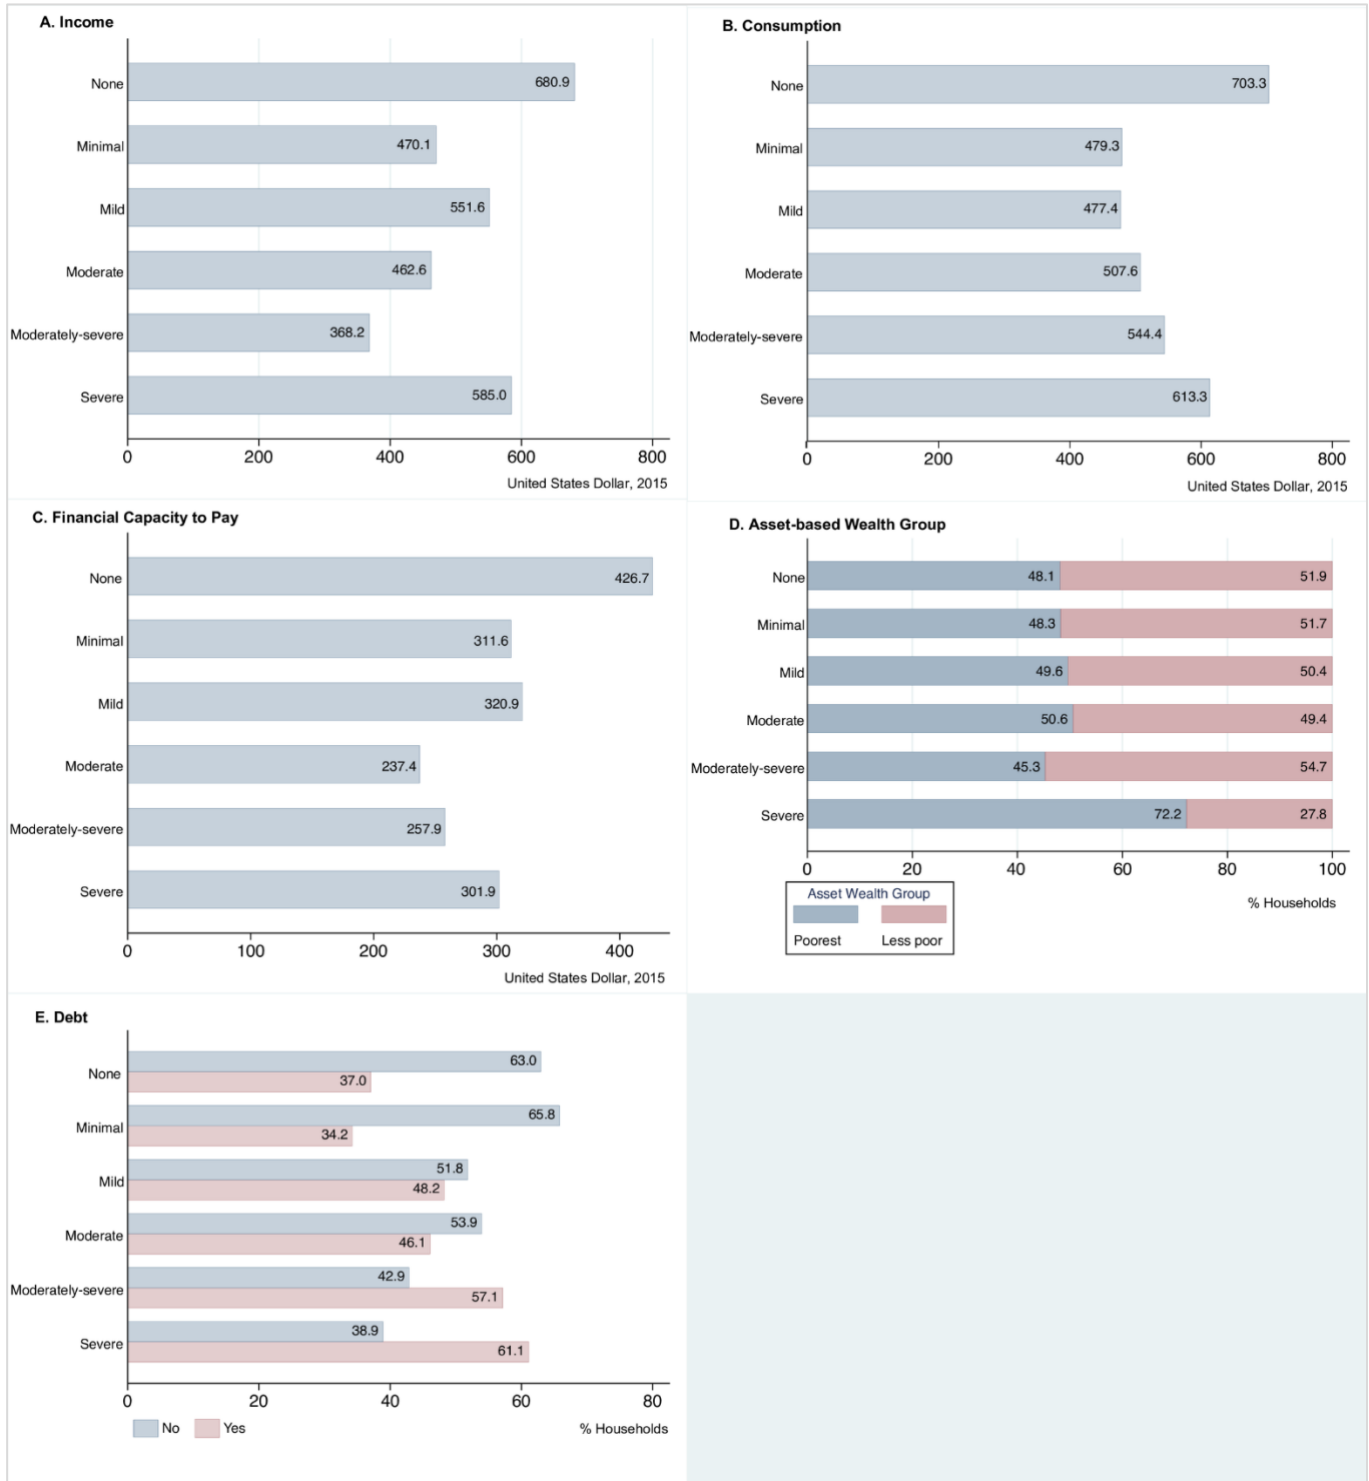 A. Income
None 680.9
Minimal 470.1
Mild 551.6
Moderate 462.6
Moderately-severe 368.2
Severe 585.0
0 200 400 600 800
United States Dollar, 2015
B. Consumption
None 703.3
Minimal 479.3
Mild 477.4
Moderate 507.6
Moderately-severe 544.4
Severe 613.3
0 200 400 600 800
United States Dollar, 2015
C. Financial Capacity to Pay
None 426.7
Minimal 311.6
Mild 320.9
Moderate 237.4
Moderately-severe 257.9
Severe 301.9
0 100 200 300 400
United States Dollar, 2015
D. Asset-based Wealth Group
None 48.1 51.9
Minimal 48.3 51.7
Mild 49.6 50.4
Moderate 50.6 49.4
Moderately-severe 45.3 54.7
Severe 72.2 27.8
0 20 40 60 80 100
Asset Wealth Group
Poorest Less poor
% Households
E. Debt
63.0
None
37.0
65.8
Minimal
34.2
51.8
Mild
48.2
53.9
Moderate
46.1
42.9
Moderately-severe
57.1
38.9
Severe
61.1
0 20 40 60 80
No Yes % Households